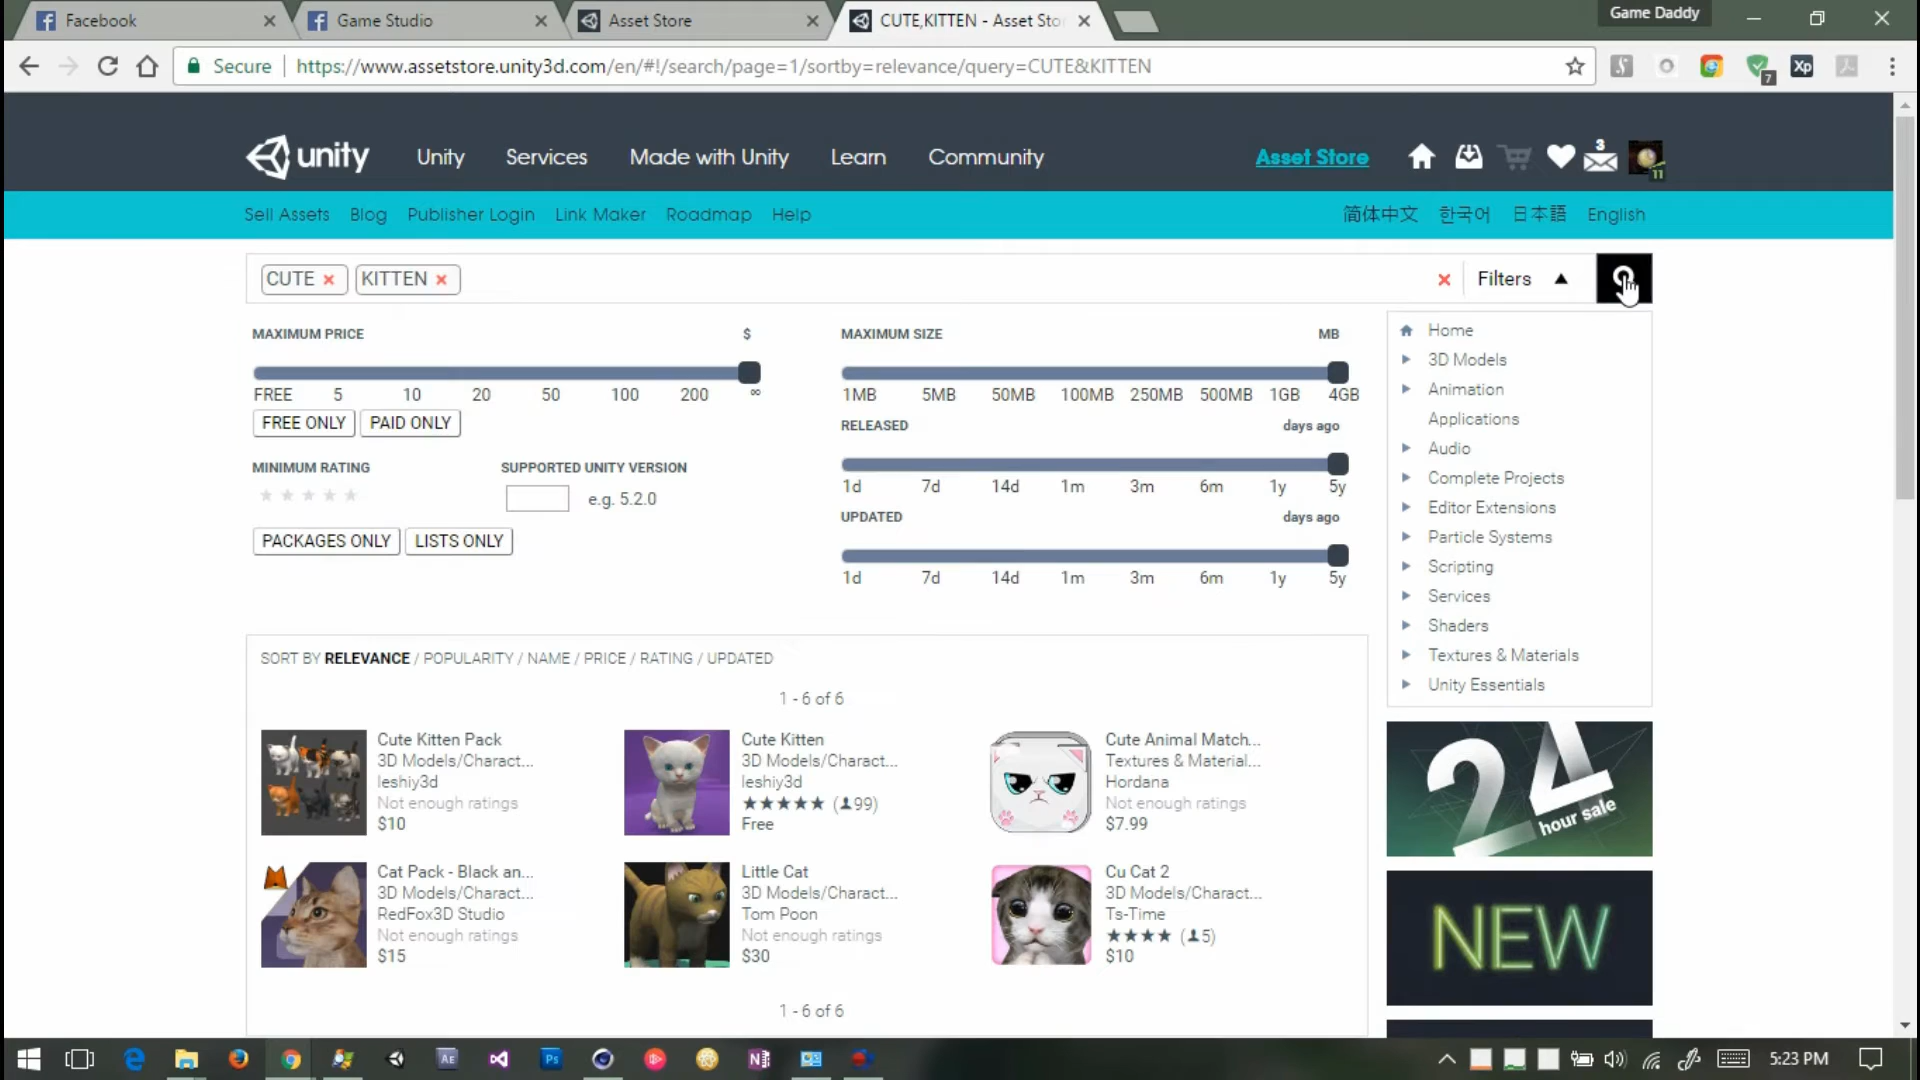 Facebook
Game Studio
Asset Store
CUTE,KITTEN - Asset Sto
Game Daddy
Secure
https://www.assetstore.unity3d.com/en/#!/search/page=1/sortby=relevance/query=CUTE&KITTEN
7
Xp
unity
Unity
Services
Made with Unity
Learn
Community
Asset Store
3
11
Sell Assets
Blog
Publisher Login
Link Maker
Roadmap
Help
简体中文
한국어
日本語
English
CUTE ×
KITTEN ×
× Filters ▲
MAXIMUM PRICE $
FREE 5 10 20 50 100 200 ∞
FREE ONLY
PAID ONLY
MINIMUM RATING
SUPPORTED UNITY VERSION
e.g. 5.2.0
PACKAGES ONLY
LISTS ONLY
MAXIMUM SIZE MB
1MB 5MB 50MB 100MB 250MB 500MB 1GB 4GB
RELEASED days ago
1d 7d 14d 1m 3m 6m 1y 5y
UPDATED days ago
1d 7d 14d 1m 3m 6m 1y 5y
Home
3D Models
Animation
Applications
Audio
Complete Projects
Editor Extensions
Particle Systems
Scripting
Services
Shaders
Textures & Materials
Unity Essentials
SORT BY RELEVANCE / POPULARITY / NAME / PRICE / RATING / UPDATED
1 - 6 of 6
Cute Kitten Pack
3D Models/Charact...
leshiy3d
Not enough ratings
$10
Cute Kitten
3D Models/Charact...
leshiy3d
★★★★★ (99)
Free
Cute Animal Match...
Textures & Material...
Hordana
Not enough ratings
$7.99
Cat Pack - Black an...
3D Models/Charact...
RedFox3D Studio
Not enough ratings
$15
Little Cat
3D Models/Charact...
Tom Poon
Not enough ratings
$30
Cu Cat 2
3D Models/Charact...
Ts-Time
★★★★ (5)
$10
1 - 6 of 6
24
hour sale
NEW
AE
Ps
N
5:23 PM